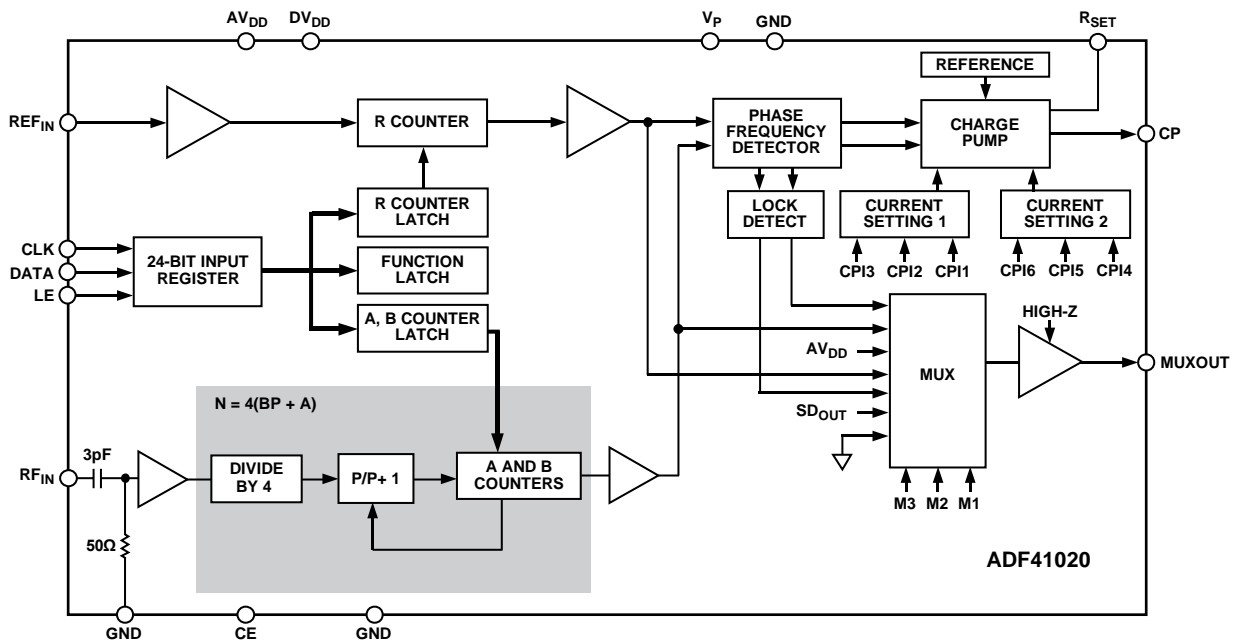 AVDD DVDD VP GND RSET
REFERENCE
REFIN
R COUNTER
PHASE
FREQUENCY
DETECTOR
CHARGE
PUMP
CP
R COUNTER
LATCH
LOCK
DETECT
CURRENT
SETTING 1
CURRENT
SETTING 2
CLK
DATA
LE
24-BIT INPUT
REGISTER
FUNCTION
LATCH
CPI3 CPI2 CPI1
CPI6 CPI5 CPI4
A, B COUNTER
LATCH
HIGH-Z
AVDD
MUX
MUXOUT
SDOUT
N = 4(BP + A)
RFIN
3pF
DIVIDE
BY 4
P/P+ 1
A AND B
COUNTERS
M3 M2 M1
50Ω
ADF41020
GND CE GND